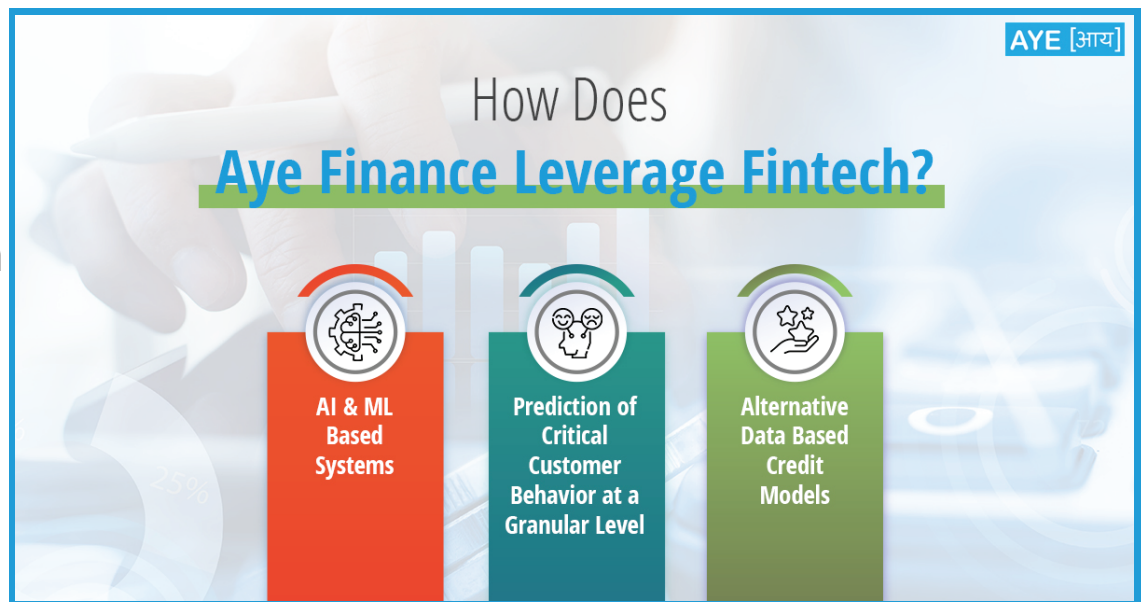 AYE [आय]
How Does
Aye Finance Leverage Fintech?
AI & ML
Based
Systems
Prediction of
Critical
Customer
Behavior at a
Granular Level
Alternative
Data Based
Credit
Models
25%